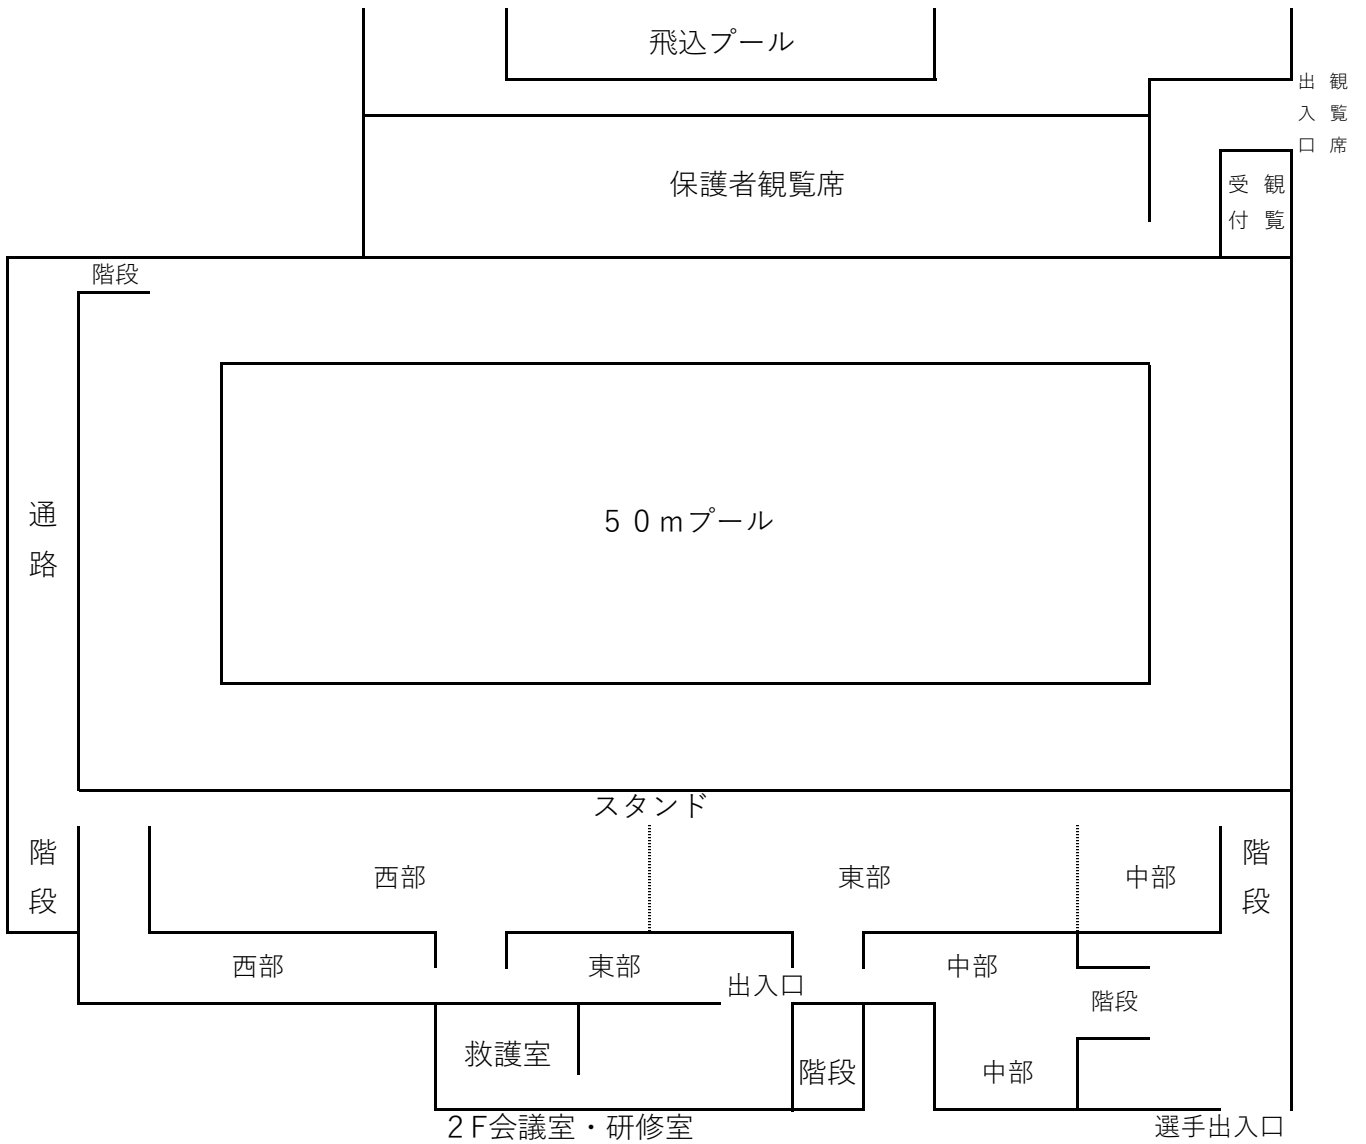 飛込プール
観覧席
出入口
保護者観覧席
観覧
受付
階段
通路
５０ｍプール
スタンド
階段
西部
東部
中部
階段
西部
東部
出入口
中部
階段
救護室
階段
中部
２F会議室・研修室
選手出入口